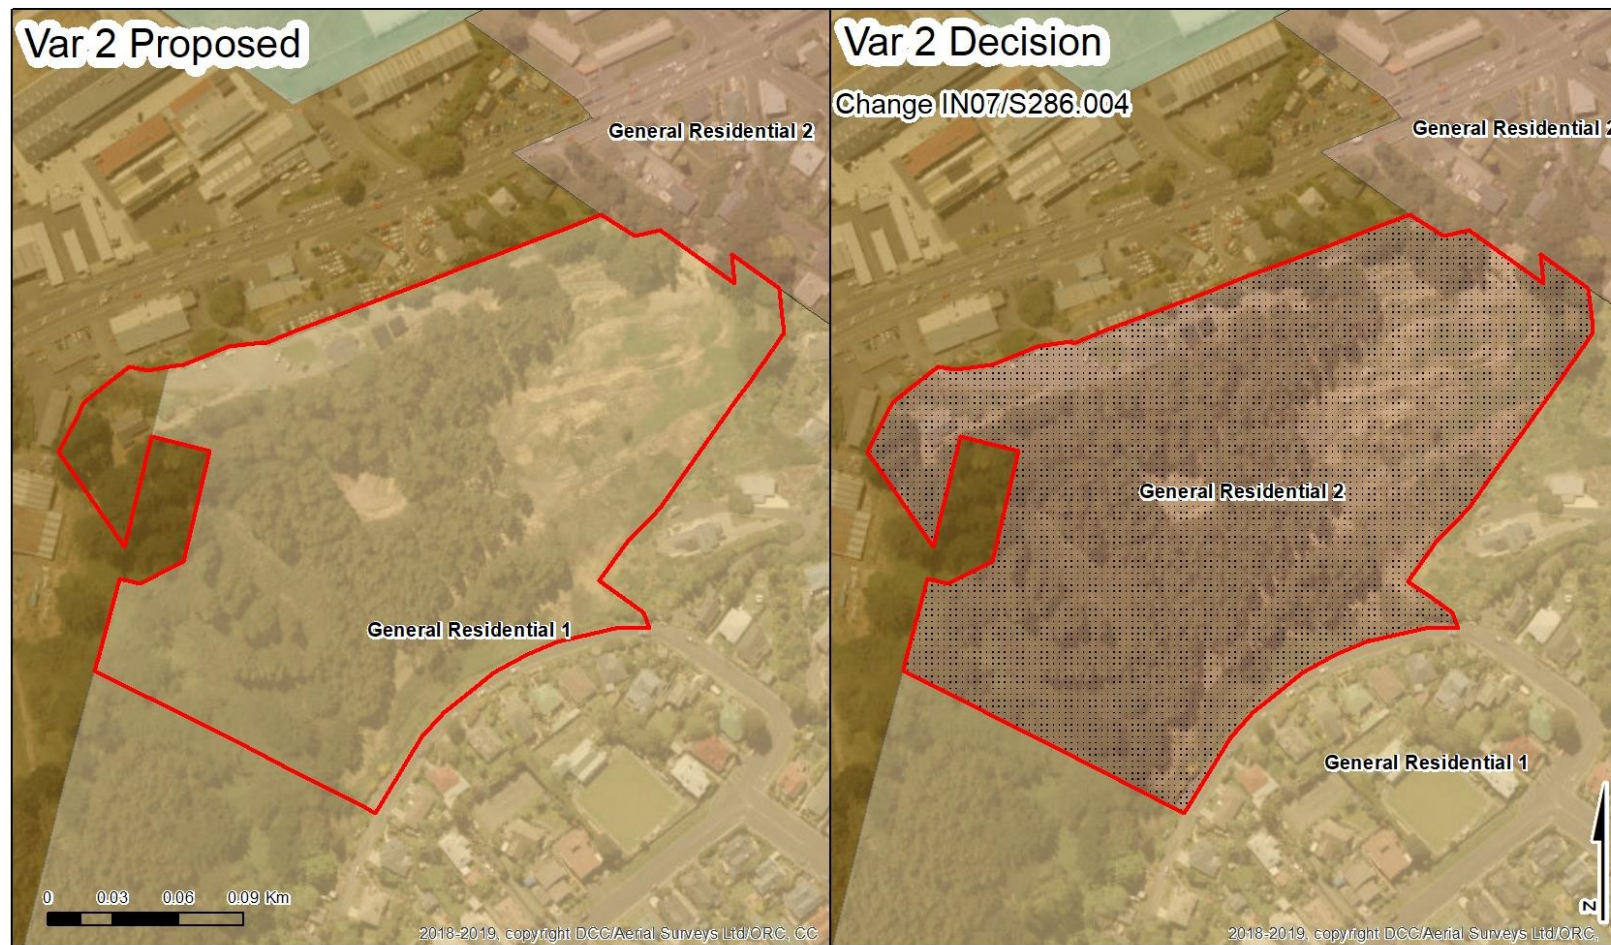 Var 2 Proposed
General Residential 2
General Residential 1
0 0.03 0.06 0.09 Km
2018-2019, copyright DCC/Aerial Surveys Ltd/ORC, CC
Var 2 Decision
Change IN07/S286.004
General Residential 2
General Residential 2
General Residential 1
N
2018-2019, copyright DCC/Aerial Surveys Ltd/ORC,